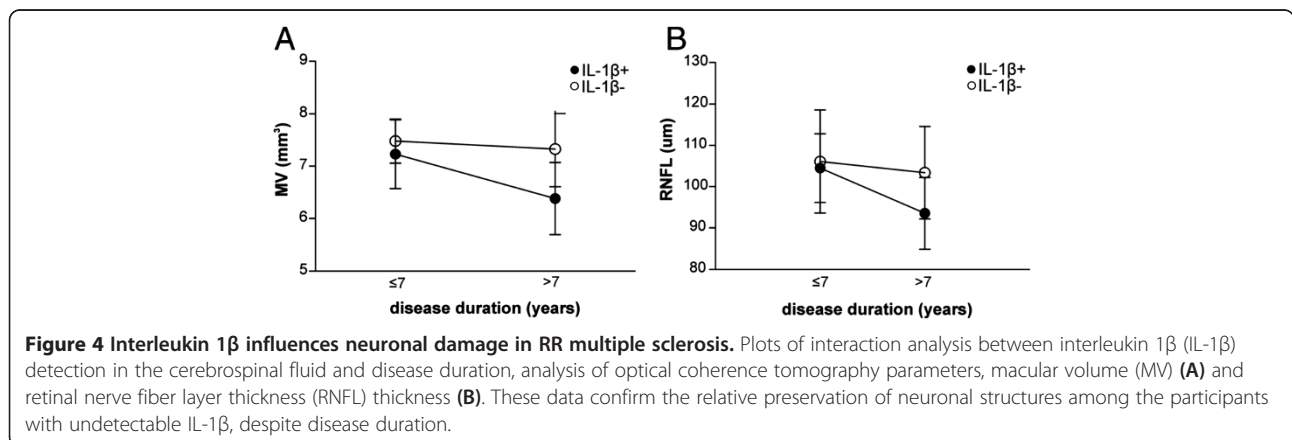 A
B
9
8
7
6
5
MV (mm³)
IL-1β+
IL-1β-
≤7
>7
disease duration (years)
130
120
110
100
90
80
RNFL (um)
IL-1β+
IL-1β-
≤7
>7
disease duration (years)
Figure 4 Interleukin 1β influences neuronal damage in RR multiple sclerosis. Plots of interaction analysis between interleukin 1β (IL-1β)
detection in the cerebrospinal fluid and disease duration, analysis of optical coherence tomography parameters, macular volume (MV) (A) and
retinal nerve fiber layer thickness (RNFL) thickness (B). These data confirm the relative preservation of neuronal structures among the participants
with undetectable IL-1β, despite disease duration.